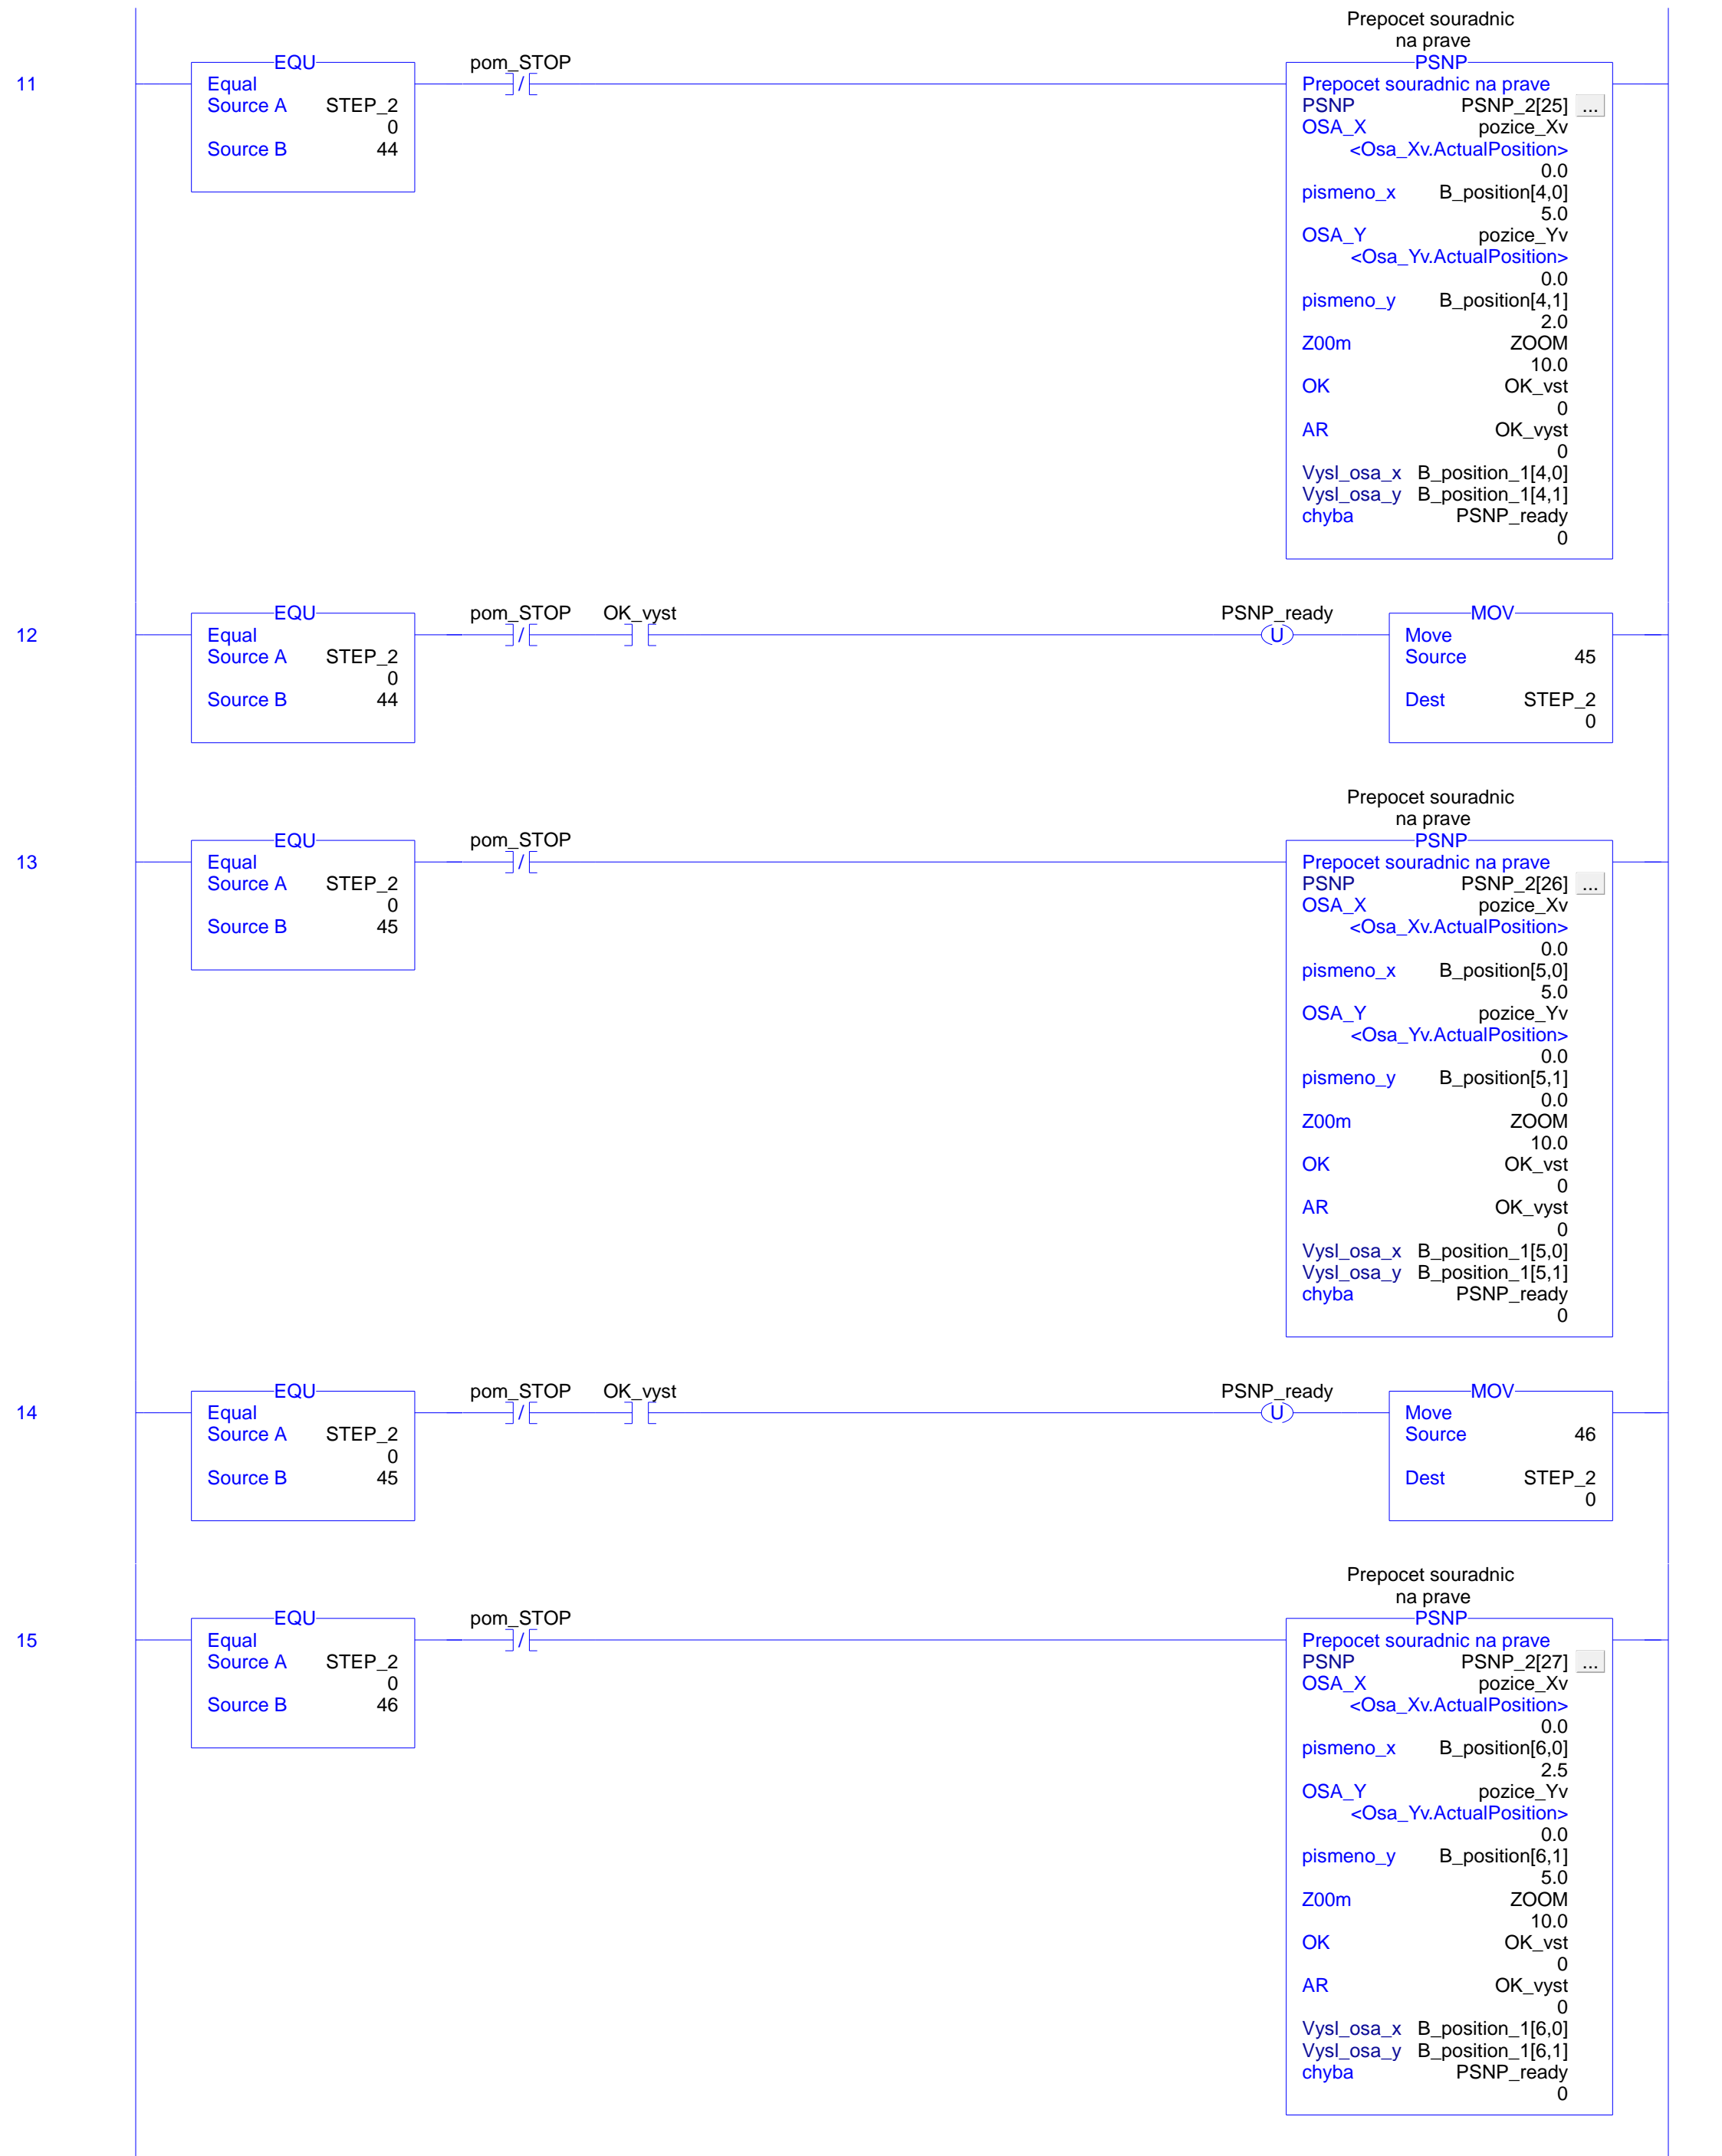 Prepocet souradnic
na prave
11
EQU
Equal
Source A STEP_2
0
Source B 44
pom_STOP
PSNP
Prepocet souradnic na prave
PSNP PSNP_2[25] ...
OSA_X pozice_Xv
<Osa_Xv.ActualPosition>
0.0
pismeno_x B_position[4,0]
5.0
OSA_Y pozice_Yv
<Osa_Yv.ActualPosition>
0.0
pismeno_y B_position[4,1]
2.0
Z00m ZOOM
10.0
OK OK_vst
0
AR OK_vyst
0
Vysl_osa_x B_position_1[4,0]
Vysl_osa_y B_position_1[4,1]
chyba PSNP_ready
0
12
EQU
Equal
Source A STEP_2
0
Source B 44
pom_STOP OK_vyst
PSNP_ready
U
MOV
Move
Source 45
Dest STEP_2
0
Prepocet souradnic
na prave
13
EQU
Equal
Source A STEP_2
0
Source B 45
pom_STOP
PSNP
Prepocet souradnic na prave
PSNP PSNP_2[26] ...
OSA_X pozice_Xv
<Osa_Xv.ActualPosition>
0.0
pismeno_x B_position[5,0]
5.0
OSA_Y pozice_Yv
<Osa_Yv.ActualPosition>
0.0
pismeno_y B_position[5,1]
0.0
Z00m ZOOM
10.0
OK OK_vst
0
AR OK_vyst
0
Vysl_osa_x B_position_1[5,0]
Vysl_osa_y B_position_1[5,1]
chyba PSNP_ready
0
14
EQU
Equal
Source A STEP_2
0
Source B 45
pom_STOP OK_vyst
PSNP_ready
U
MOV
Move
Source 46
Dest STEP_2
0
Prepocet souradnic
na prave
15
EQU
Equal
Source A STEP_2
0
Source B 46
pom_STOP
PSNP
Prepocet souradnic na prave
PSNP PSNP_2[27] ...
OSA_X pozice_Xv
<Osa_Xv.ActualPosition>
0.0
pismeno_x B_position[6,0]
2.5
OSA_Y pozice_Yv
<Osa_Yv.ActualPosition>
0.0
pismeno_y B_position[6,1]
5.0
Z00m ZOOM
10.0
OK OK_vst
0
AR OK_vyst
0
Vysl_osa_x B_position_1[6,0]
Vysl_osa_y B_position_1[6,1]
chyba PSNP_ready
0